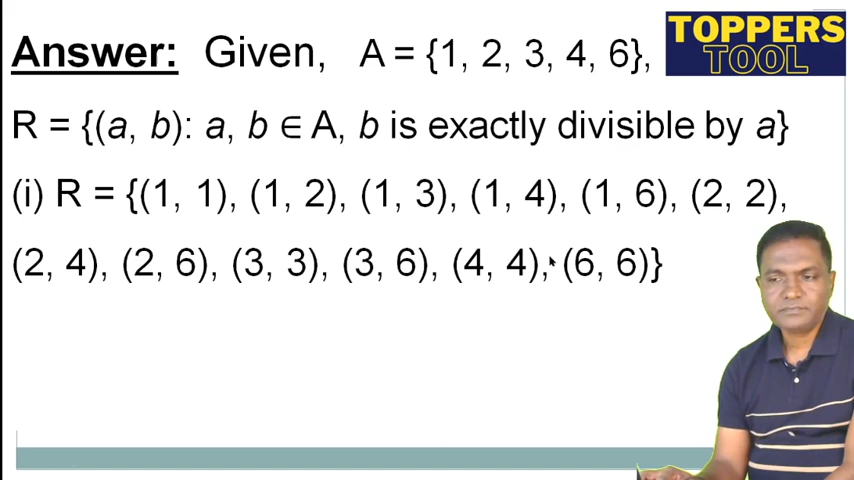 Answer: Given, A = {1, 2, 3, 4, 6},
TOPPERS
TOOL
R = {(a, b): a, b ∈ A, b is exactly divisible by a}
(i) R = {(1, 1), (1, 2), (1, 3), (1, 4), (1, 6), (2, 2),
(2, 4), (2, 6), (3, 3), (3, 6), (4, 4), (6, 6)}